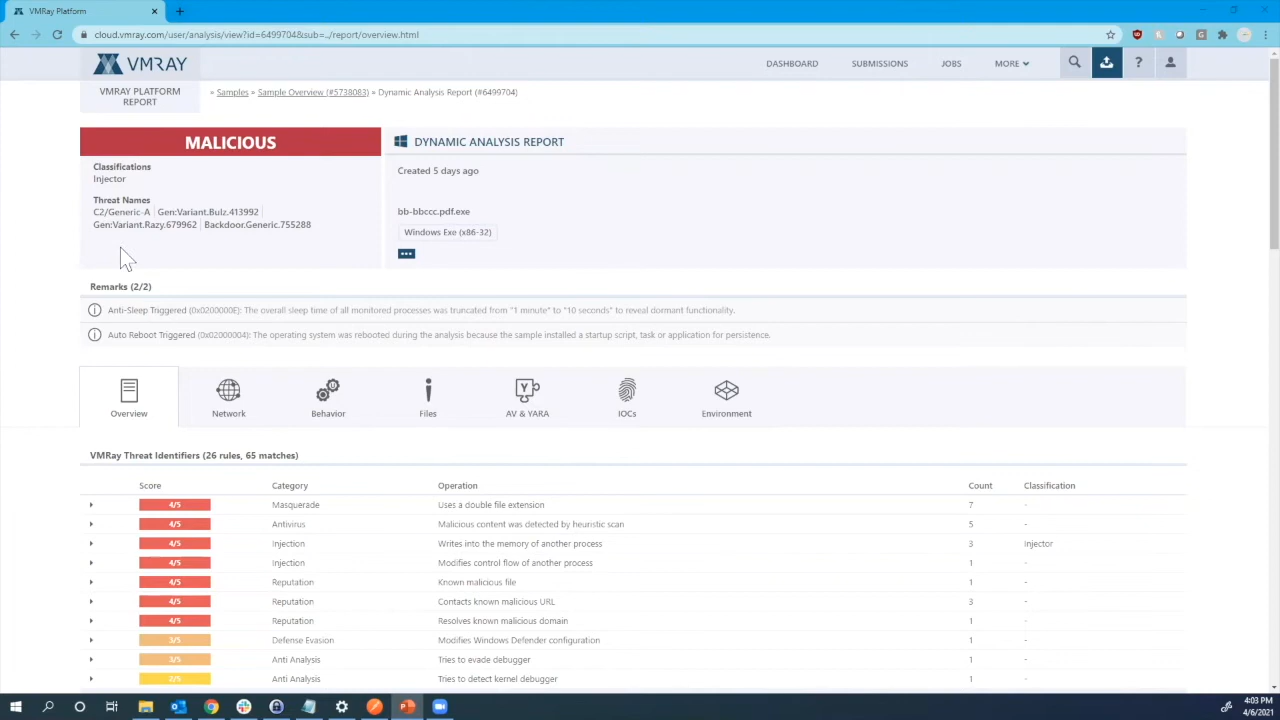 VMRay Platform
cloud.vmray.com/user/analysis/view?id=6499704&sub=../report/overview.html
VMRAY
DASHBOARD SUBMISSIONS JOBS MORE ?
VMRAY PLATFORM
REPORT
» Samples » Sample Overview (#5738083) » Dynamic Analysis Report (#6499704)
MALICIOUS
Classifications
Injector
Threat Names
C2/Generic-A Gen:Variant.Bulz.413992
Gen:Variant.Razy.679962 Backdoor.Generic.755288
DYNAMIC ANALYSIS REPORT
Created 5 days ago
bb-bbccc.pdf.exe
Windows Exe (x86-32)
Remarks (2/2)
Anti-Sleep Triggered (0x0200000E): The overall sleep time of all monitored processes was truncated from "1 minute" to "10 seconds" to reveal dormant functionality.
Auto Reboot Triggered (0x02000004): The operating system was rebooted during the analysis because the sample installed a startup script, task or application for persistence.
Overview Network Behavior Files AV & YARA IOCs Environment
VMRay Threat Identifiers (26 rules, 65 matches)
Score Category Operation Count Classification
4/5 Masquerade Uses a double file extension 7 -
4/5 Antivirus Malicious content was detected by heuristic scan 5 -
4/5 Injection Writes into the memory of another process 3 Injector
4/5 Injection Modifies control flow of another process 1 -
4/5 Reputation Known malicious file 1 -
4/5 Reputation Contacts known malicious URL 3 -
4/5 Reputation Resolves known malicious domain 1 -
3/5 Defense Evasion Modifies Windows Defender configuration 1 -
3/5 Anti Analysis Tries to evade debugger 1 -
2/5 Anti Analysis Tries to detect kernel debugger 1 -
4:03 PM
4/6/2021